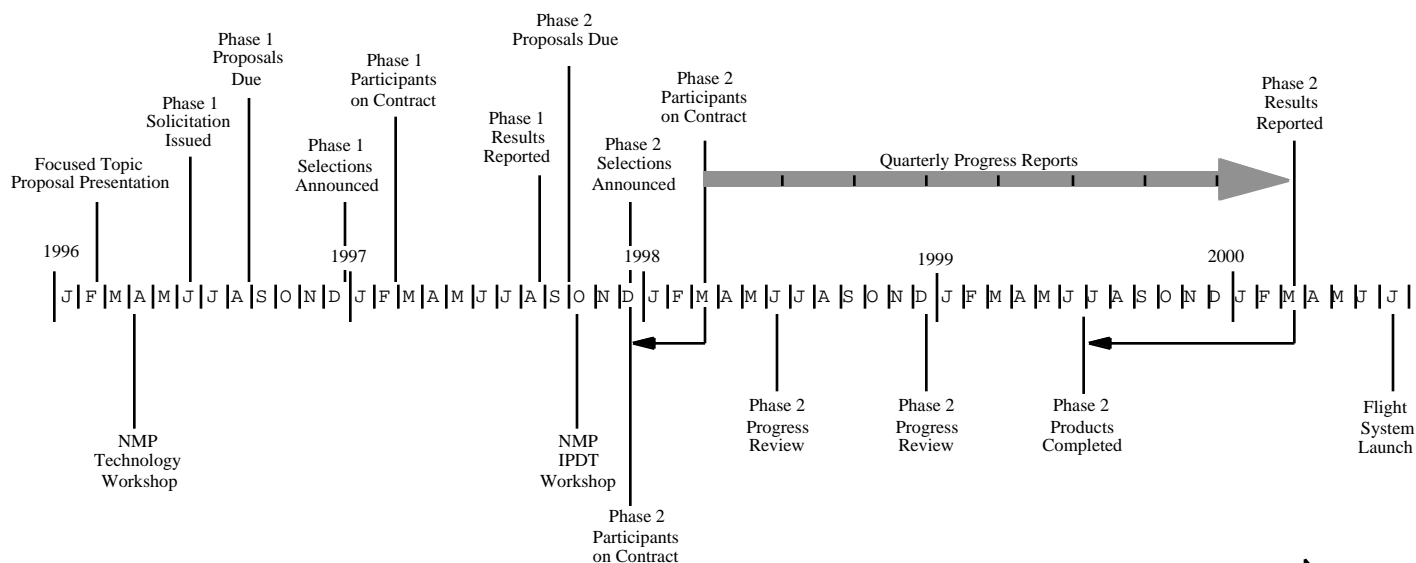 Phase 2
Proposals Due
Phase 1
Proposals
Due
Phase 1
Participants
on Contract
Phase 2
Participants
on Contract
Phase 2
Results
Reported
Phase 1
Solicitation
Issued
Phase 1
Results
Reported
Phase 1
Selections
Announced
Phase 2
Selections
Announced
Focused Topic
Proposal Presentation
Quarterly Progress Reports
1996
1997
1998
1999
2000
J F M A M J J A S O N D J F M A M J J A S O N D J F M A M J J A S O N D J F M A M J J A S O N D J F M A M J J
NMP
Technology
Workshop
NMP
IPDT
Workshop
Phase 2
Participants
on Contract
Phase 2
Progress
Review
Phase 2
Progress
Review
Phase 2
Products
Completed
Flight
System
Launch